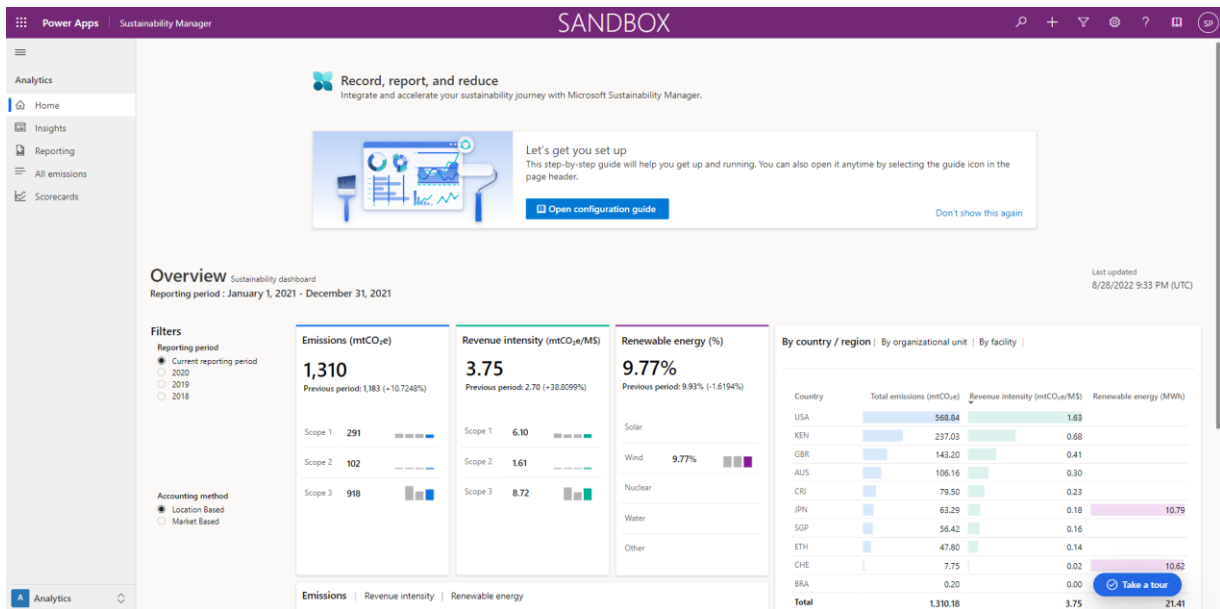 Power Apps Sustainability Manager SANDBOX ? SP
Analytics
Home
Insights
Reporting
All emissions
Scorecards
Record, report, and reduce
Integrate and accelerate your sustainability journey with Microsoft Sustainability Manager.
Let's get you set up
This step-by-step guide will help you get up and running. You can also open it anytime by selecting the guide icon in the
page header.
Open configuration guide
Don't show this again
Overview Sustainability dashboard
Reporting period : January 1, 2021 - December 31, 2021
Last updated
8/28/2022 9:33 PM (UTC)
Filters
Reporting period
Current reporting period
2020
2019
2018
Accounting method
Location Based
Market Based
Emissions (mtCO₂e)
1,310
Previous period: 1,183 (+10.7248%)
Scope 1 291
Scope 2 102
Scope 3 918
Revenue intensity (mtCO₂e/M$)
3.75
Previous period: 2.70 (+38.8099%)
Scope 1 6.10
Scope 2 1.61
Scope 3 8.72
Renewable energy (%)
9.77%
Previous period: 9.93% (-1.6194%)
Solar
Wind 9.77%
Nuclear
Water
Other
By country / region | By organizational unit | By facility |
Country Total emissions (mtCO₂e) Revenue intensity (mtCO₂e/M$) Renewable energy (MWh)
USA 568.84 1.63
KEN 237.03 0.68
GBR 143.20 0.41
AUS 106.16 0.30
CRI 79.50 0.23
JPN 63.29 0.18 10.79
SGP 56.42 0.16
ETH 47.80 0.14
CHE 7.75 0.02 10.62
BRA 0.20 0.00
Total 1,310.18 3.75 21.41
Take a tour
Emissions | Revenue intensity | Renewable energy
A Analytics